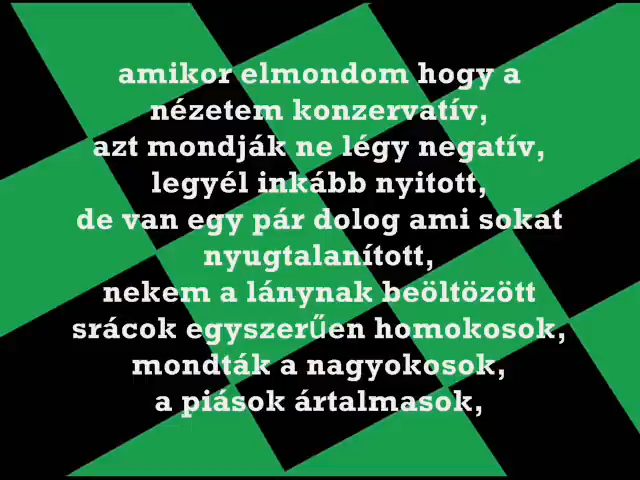 amikor elmondom hogy a
nézetem konzervatív,
azt mondják ne légy negatív,
legyél inkább nyitott,
de van egy pár dolog ami sokat
nyugtalanított,
nekem a lánynak beöltözött
srácok egyszerűen homokosok,
mondták a nagyokosok,
a piások ártalmasok,